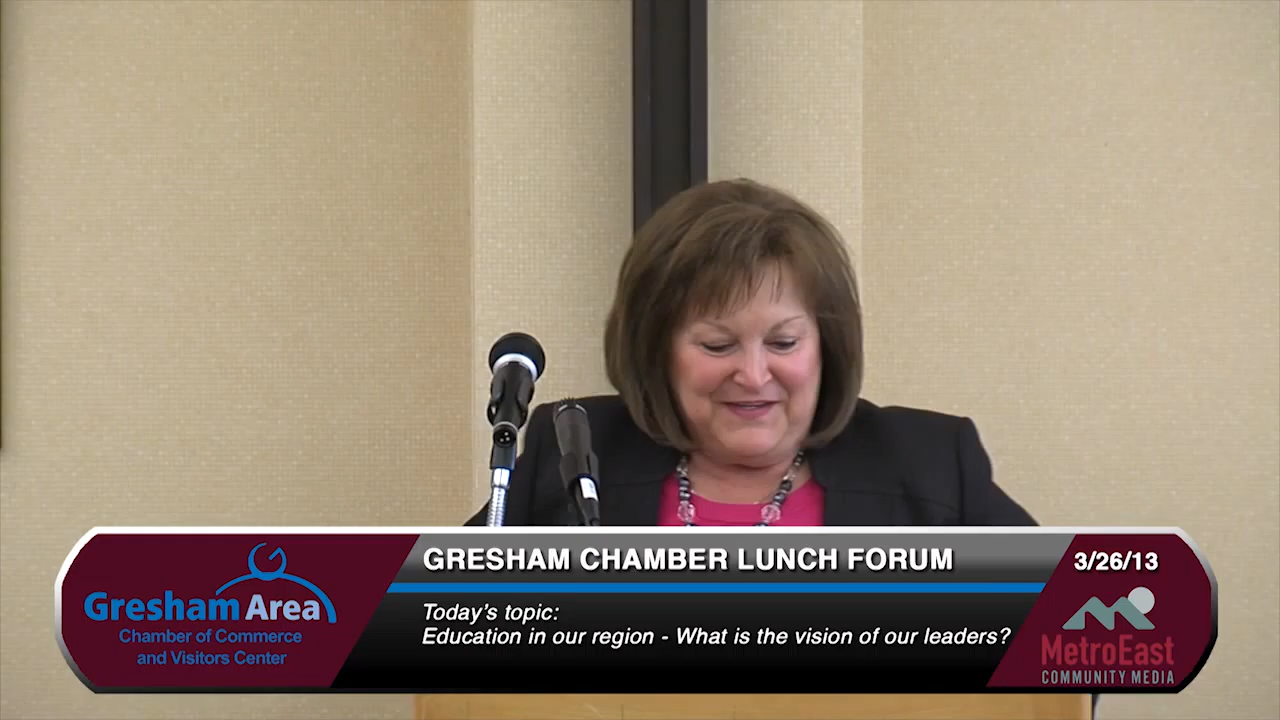 GRESHAM CHAMBER LUNCH FORUM
3/26/13
Gresham Area
Chamber of Commerce
and Visitors Center
Today's topic:
Education in our region - What is the vision of our leaders?
MetroEast
COMMUNITY MEDIA